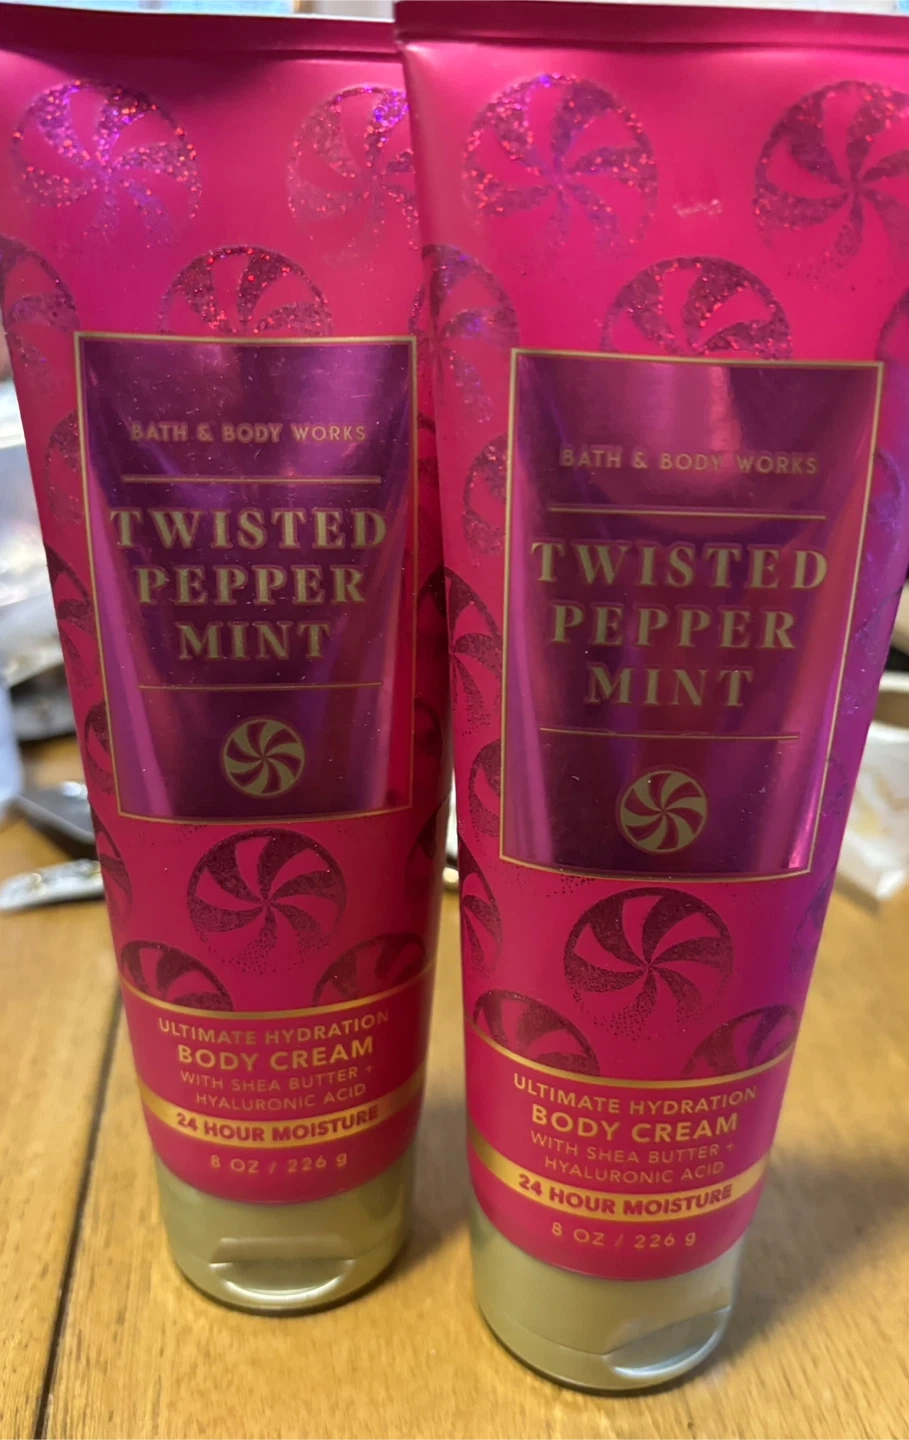 BATH & BODY WORKS
TWISTED
PEPPER
MINT
ULTIMATE HYDRATION
BODY CREAM
WITH SHEA BUTTER +
HYALURONIC ACID
24 HOUR MOISTURE
8 OZ / 226 g
BATH & BODY WORKS
TWISTED
PEPPER
MINT
ULTIMATE HYDRATION
BODY CREAM
WITH SHEA BUTTER +
HYALURONIC ACID
24 HOUR MOISTURE
8 OZ / 226 g